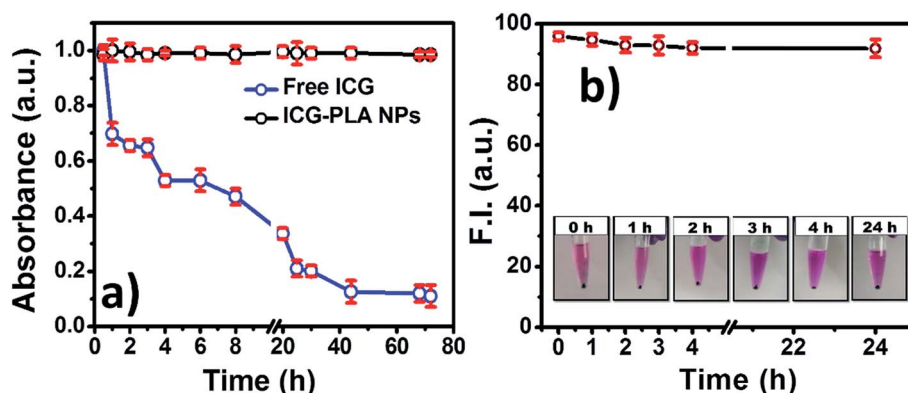 Absorbance (a.u.)
1.0
0.8
0.6
0.4
0.2
0.0
Free ICG
ICG-PLA NPs
a)
0 2 4 6 8 20 40 60 80
Time (h)
F.I. (a.u.)
100
80
60
40
20
0
b)
0 h 1 h 2 h 3 h 4 h 24 h
0 1 2 3 4 22 24
Time (h)